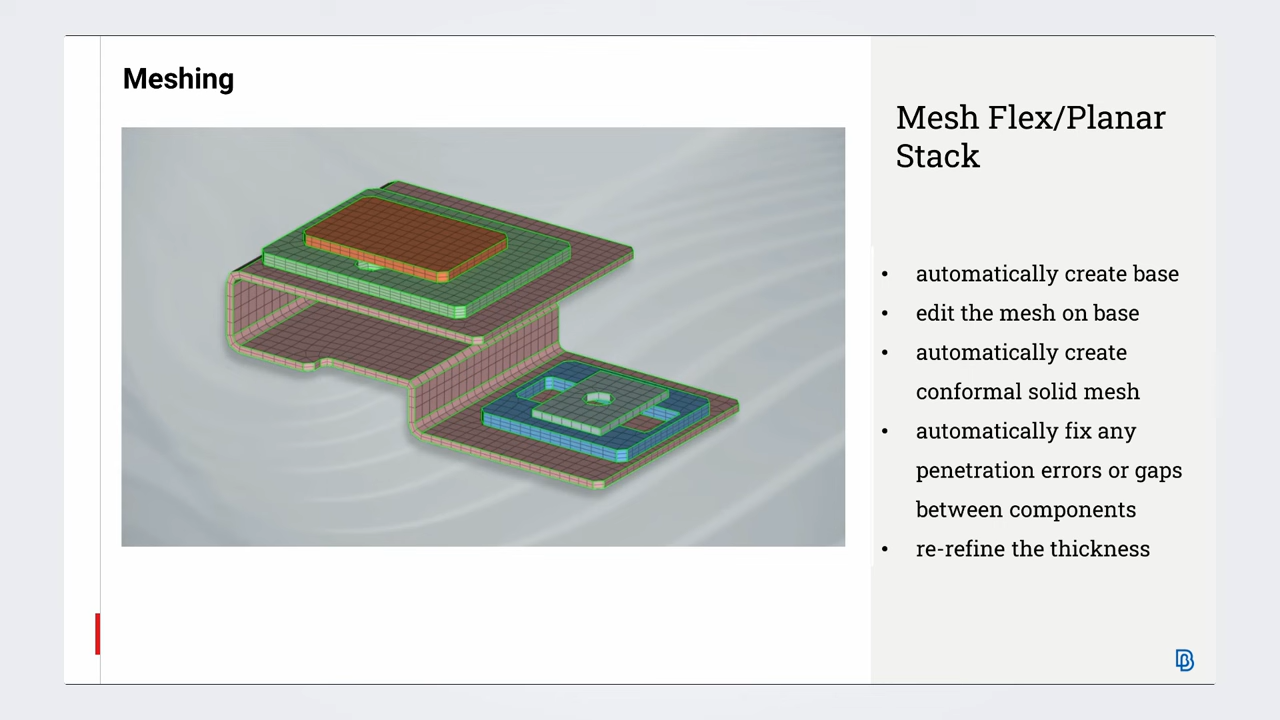 Meshing
Mesh Flex/Planar
Stack
• automatically create base
• edit the mesh on base
• automatically create
conformal solid mesh
• automatically fix any
penetration errors or gaps
between components
• re-refine the thickness